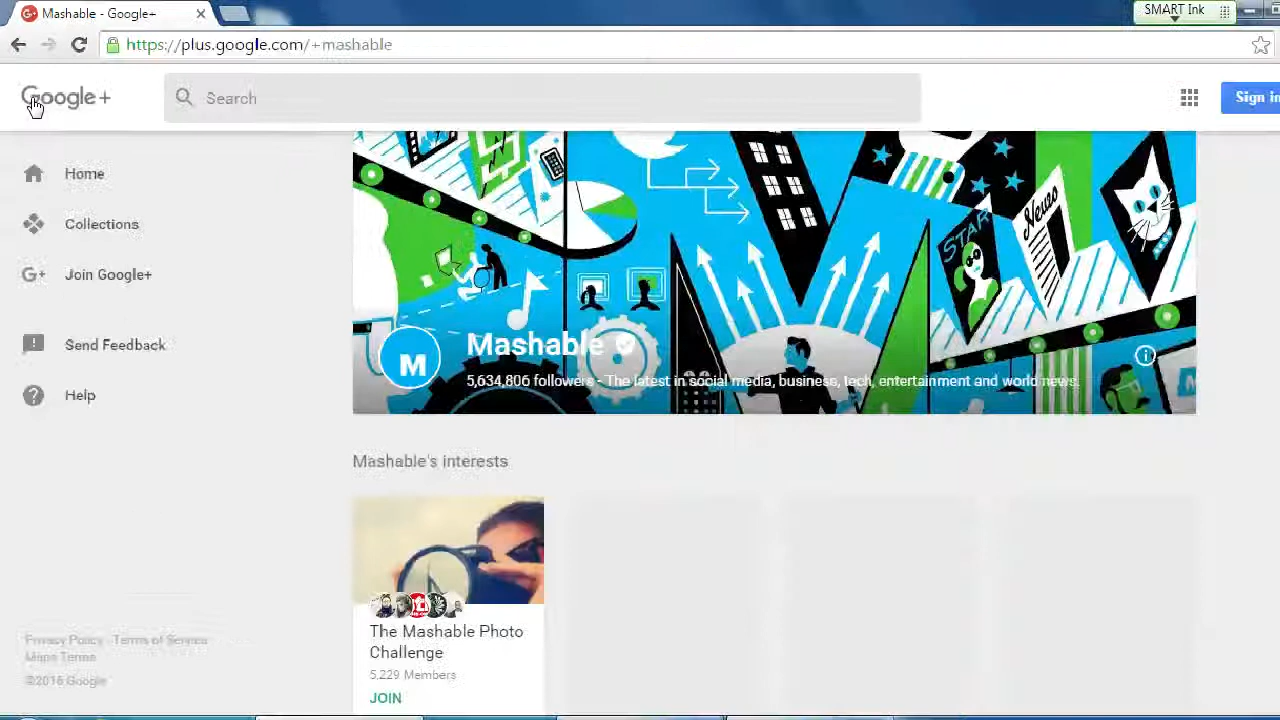 Mashable - Google+
SMART Ink
https://plus.google.com/+mashable
Google+
Search
Sign in
Home
Collections
G+ Join Google+
Send Feedback
Help
STAR
News
M
Mashable
5,634,806 followers - The latest in social media, business, tech, entertainment and world news.
Mashable's interests
The Mashable Photo
Challenge
5,229 Members
JOIN
Privacy Policy - Terms of Service
Maps Terms
©2016 Google